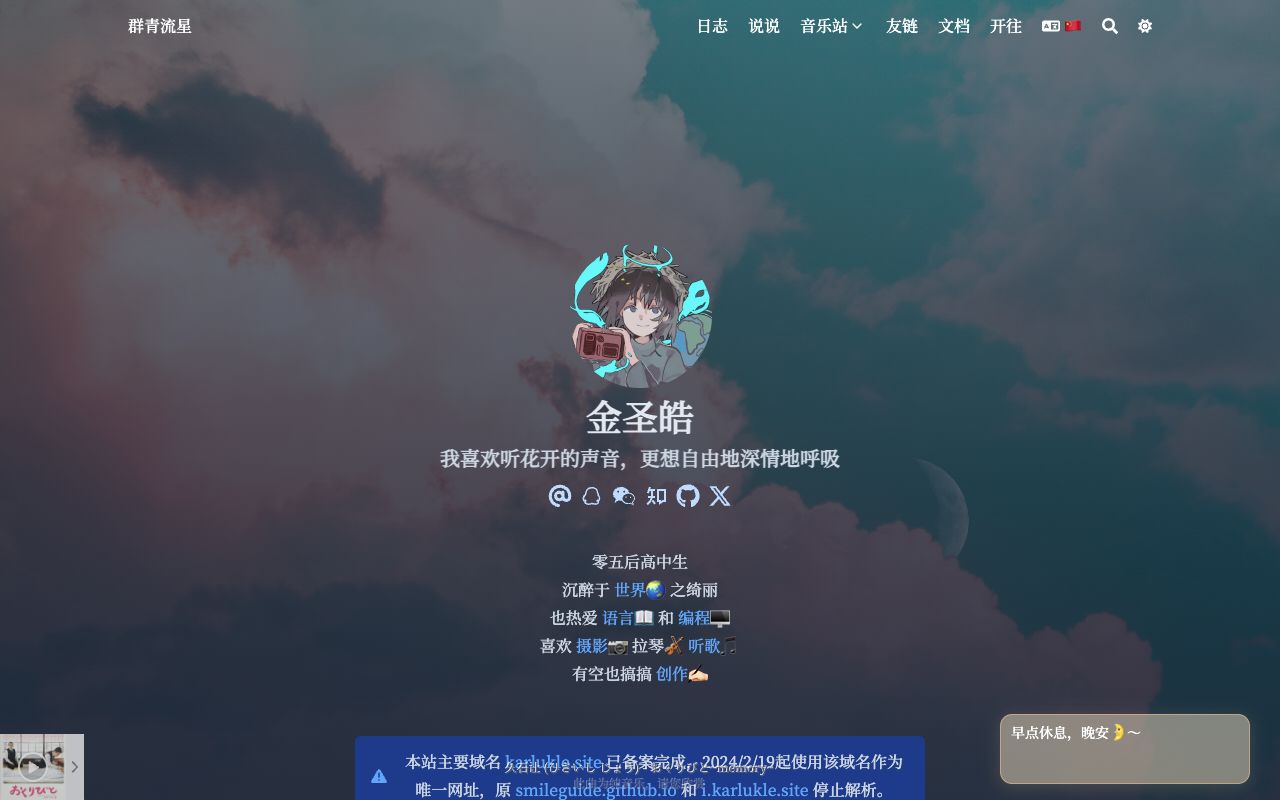 群青流星
日志 说说 音乐站 友链 文档 开往
金圣皓
我喜欢听花开的声音，更想自由地深情地呼吸
零五后高中生
沉醉于 世界🌏 之绮丽
也热爱 语言📖 和 编程🖥️
喜欢 摄影📷 拉琴🎻 听歌🎵
有空也搞搞 创作✍🏻
早点休息，晚安🌛～
本站主要域名 karlukle.site 已备案完成，2024/2/19起使用该域名作为
唯一网址，原 smileguide.github.io 和 i.karlukle.site 停止解析。
おくりびと